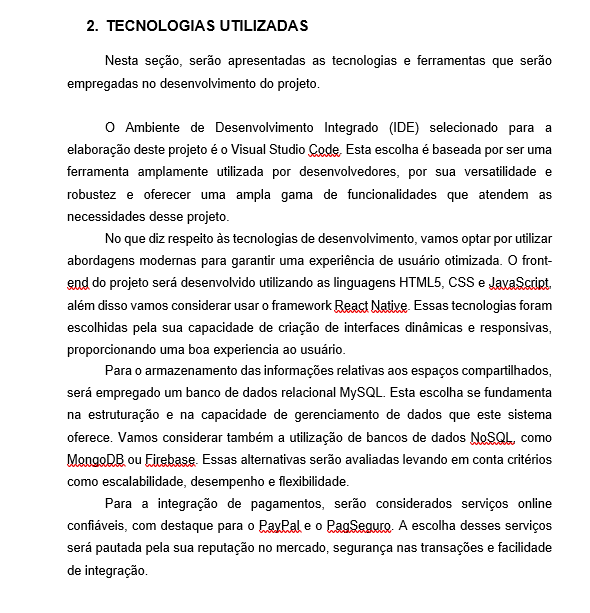 2. TECNOLOGIAS UTILIZADAS
Nesta seção, serão apresentadas as tecnologias e ferramentas que serão
empregadas no desenvolvimento do projeto.
O Ambiente de Desenvolvimento Integrado (IDE) selecionado para a
elaboração deste projeto é o Visual Studio Code. Esta escolha é baseada por ser uma
ferramenta amplamente utilizada por desenvolvedores, por sua versatilidade e
robustez e oferecer uma ampla gama de funcionalidades que atendem as
necessidades desse projeto.
No que diz respeito às tecnologias de desenvolvimento, vamos optar por utilizar
abordagens modernas para garantir uma experiência de usuário otimizada. O front-
end do projeto será desenvolvido utilizando as linguagens HTML5, CSS e JavaScript,
além disso vamos considerar usar o framework React Native. Essas tecnologias foram
escolhidas pela sua capacidade de criação de interfaces dinâmicas e responsivas,
proporcionando uma boa experiencia ao usuário.
Para o armazenamento das informações relativas aos espaços compartilhados,
será empregado um banco de dados relacional MySQL. Esta escolha se fundamenta
na estruturação e na capacidade de gerenciamento de dados que este sistema
oferece. Vamos considerar também a utilização de bancos de dados NoSQL, como
MongoDB ou Firebase. Essas alternativas serão avaliadas levando em conta critérios
como escalabilidade, desempenho e flexibilidade.
Para a integração de pagamentos, serão considerados serviços online
confiáveis, com destaque para o PayPal e o PagSeguro. A escolha desses serviços
será pautada pela sua reputação no mercado, segurança nas transações e facilidade
de integração.